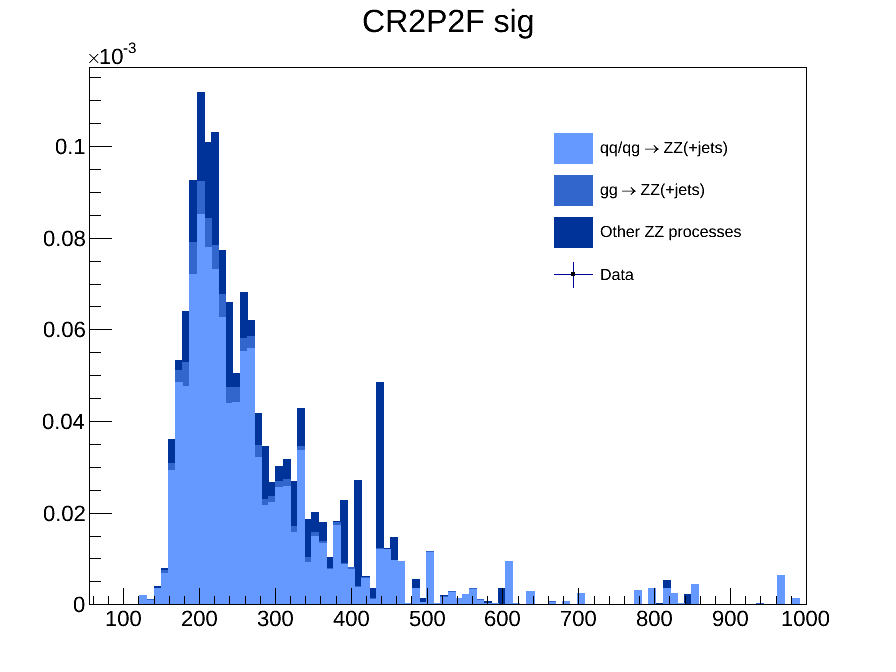 CR2P2F sig
×10⁻³
0.1
0.08
0.06
0.04
0.02
0
qq/qg → ZZ(+jets)
gg → ZZ(+jets)
Other ZZ processes
Data
100 200 300 400 500 600 700 800 900 1000